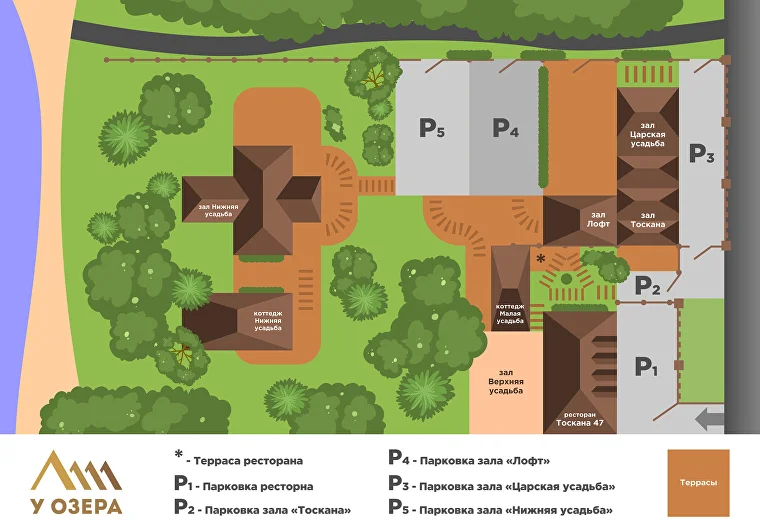 P5
P4
P3
зал
Царская
усадьба
зал Нижняя
усадьба
зал
Лофт
зал
Тоскана
*
P2
коттедж
Нижняя
усадьба
коттедж
Малая
усадьба
зал
Верхняя
усадьба
P1
ресторан
Тоскана 47
У ОЗЕРА
* - Терраса ресторана
P1 - Парковка ресторна
P2 - Парковка зала «Тоскана»
P4 - Парковка зала «Лофт»
P3 - Парковка зала «Царская усадьба»
P5 - Парковка зала «Нижняя усадьба»
Террасы